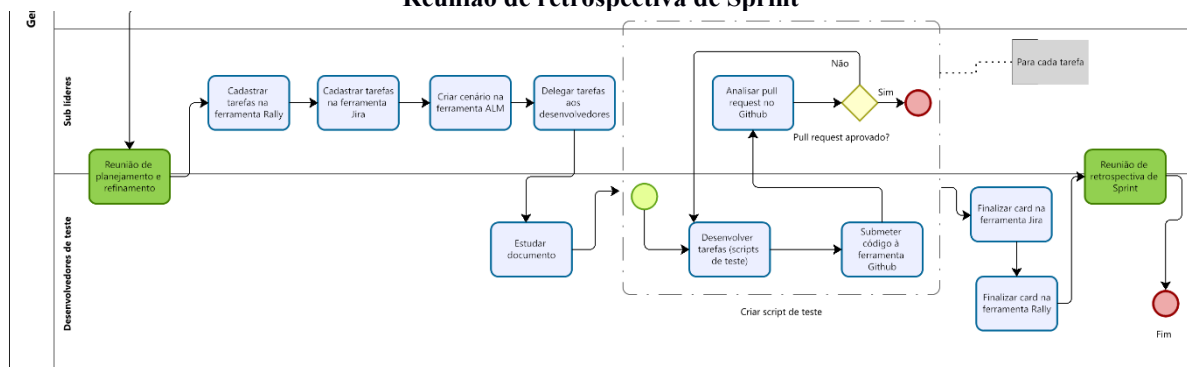 Reunião de retrospectiva de Sprint
Sub líderes
Cadastrar
tarefas na
ferramenta Rally
Cadastrar tarefas
na ferramenta
Jira
Criar cenário na
ferramenta ALM
Delegar tarefas
aos
desenvolvedores
Analisar pull
request no
Github
Não
Sim
Pull request aprovado?
Para cada tarefa
Reunião de
planejamento e
refinamento
Reunião de
retrospectiva de
Sprint
Desenvolvedores de teste
Estudar
documento
Desenvolver
tarefas (scripts
de teste)
Submeter
código à
ferramenta
Github
Finalizar card na
ferramenta Jira
Finalizar card na
ferramenta Rally
Criar script de teste
Fim